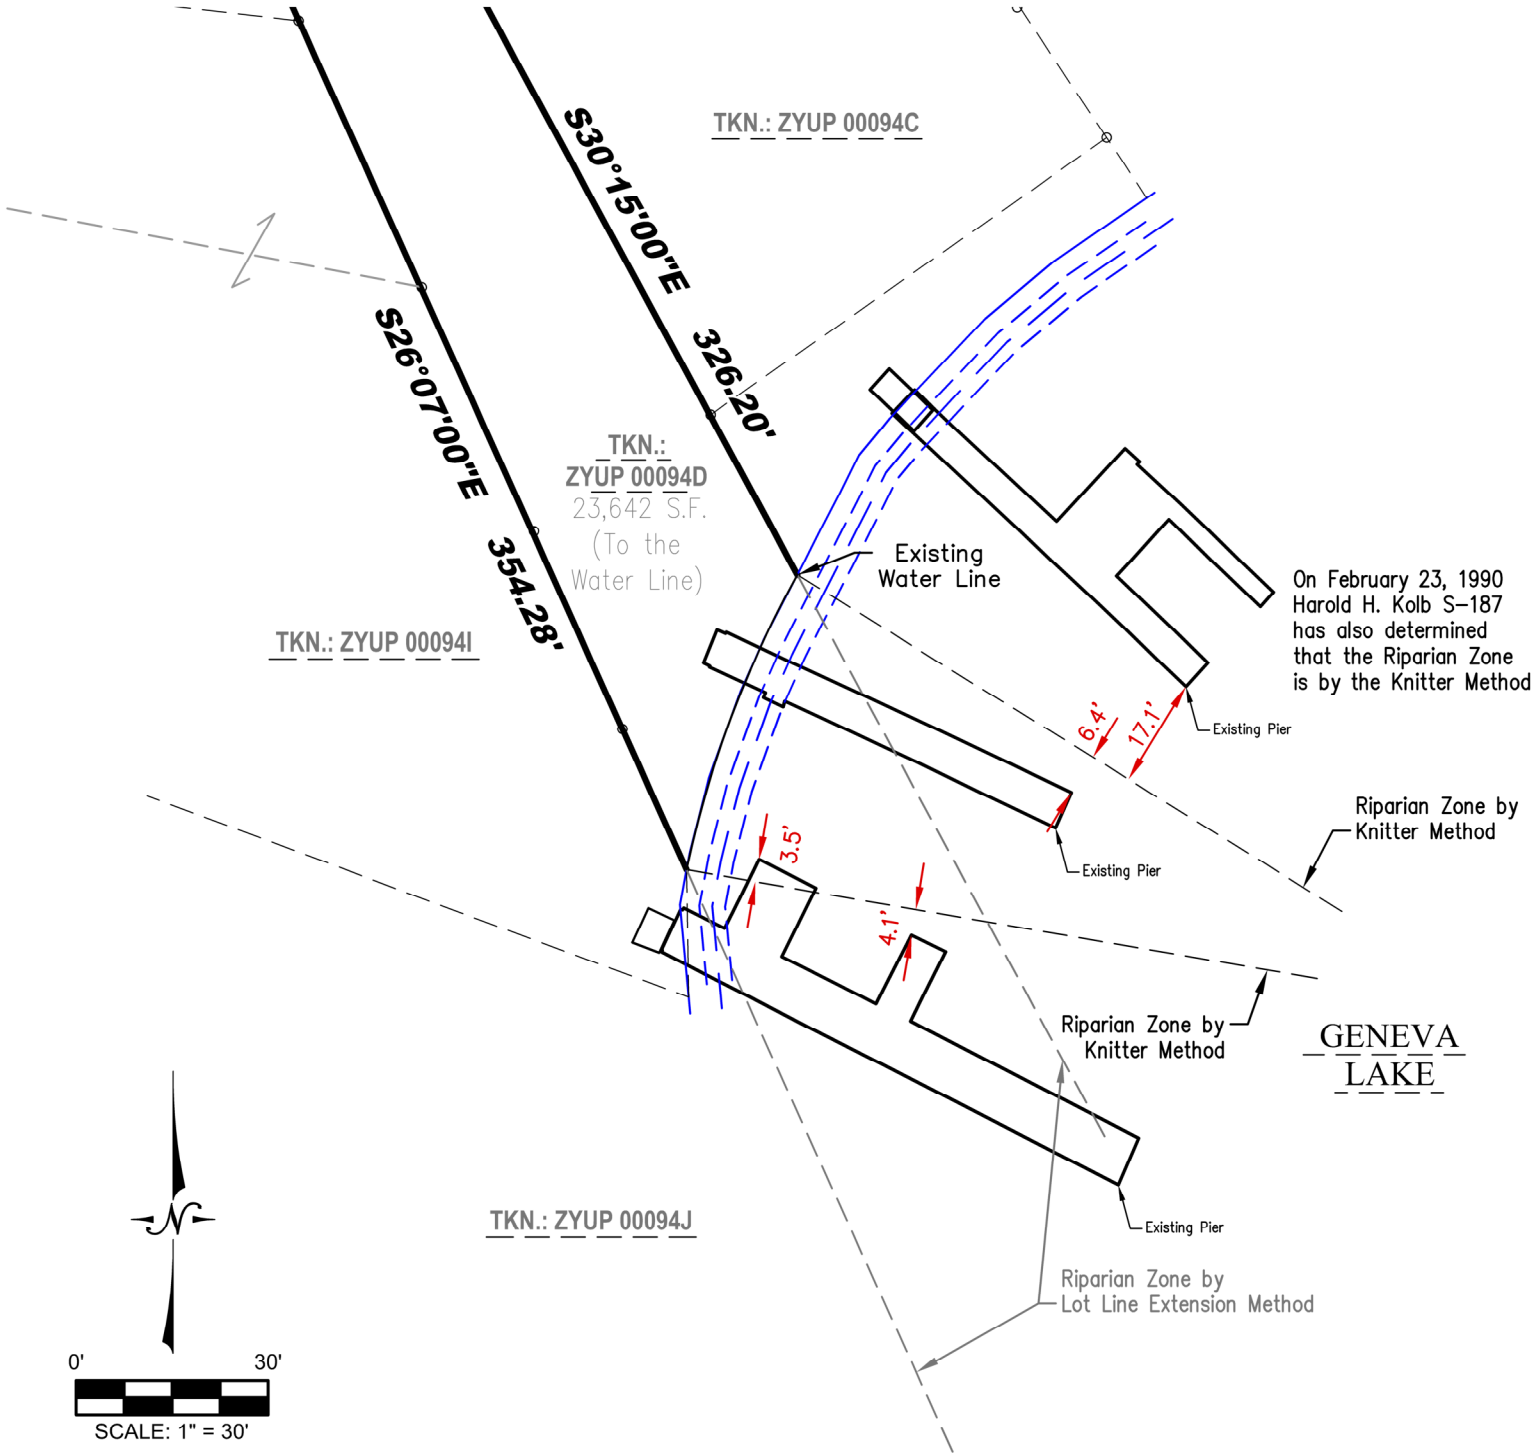 TKN.: ZYUP 00094C
S30°15'00"E 326.20'
S26°07'00"E 354.28'
TKN.:
ZYUP 00094D
23,642 S.F.
(To the
Water Line)
Existing
Water Line
On February 23, 1990
Harold H. Kolb S-187
has also determined
that the Riparian Zone
is by the Knitter Method
TKN.: ZYUP 00094I
6.4'
17.1'
Existing Pier
Riparian Zone by
Knitter Method
3.5'
Existing Pier
4.1'
Riparian Zone by
Knitter Method
GENEVA
LAKE
N
TKN.: ZYUP 00094J
Existing Pier
Riparian Zone by
Lot Line Extension Method
0' 30'
SCALE: 1" = 30'